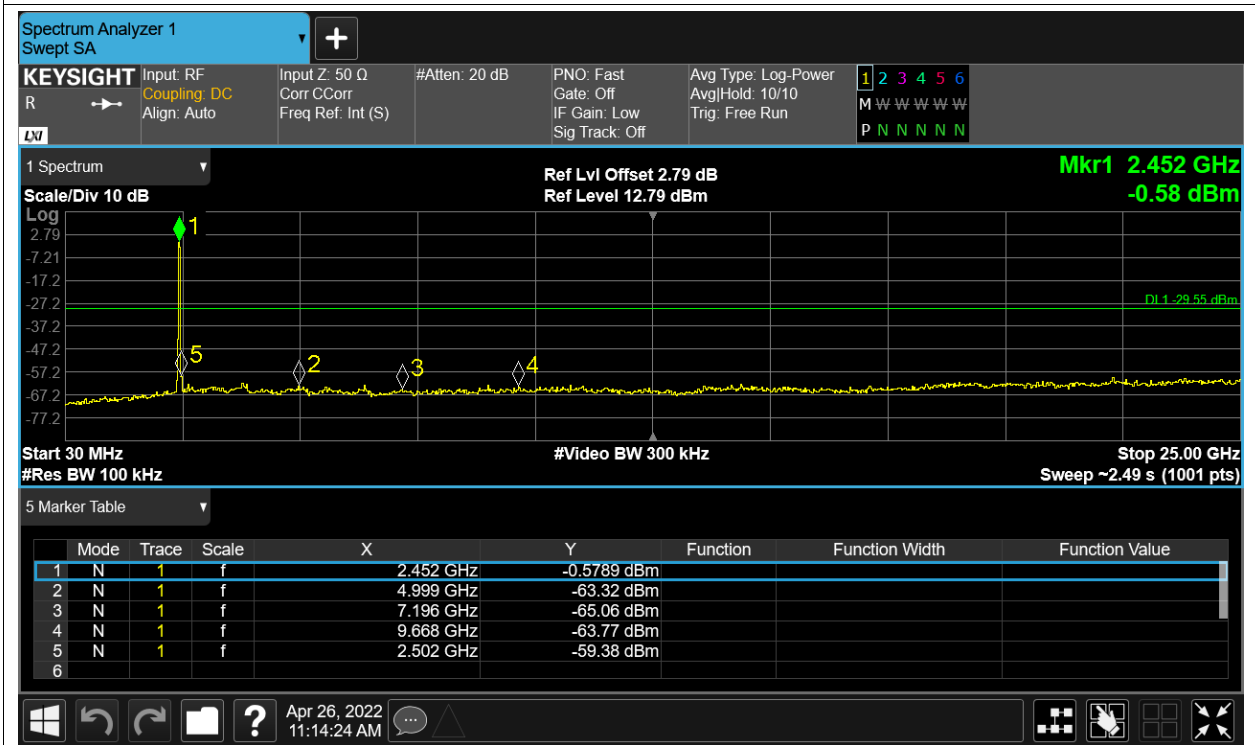 Spectrum Analyzer 1
Swept SA
+
KEYSIGHT Input: RF Input Z: 50 Ω #Atten: 20 dB PNO: Fast Avg Type: Log-Power 1 2 3 4 5 6
R Coupling: DC Corr CCorr Gate: Off Avg|Hold: 10/10 M W W W W W
Align: Auto Freq Ref: Int (S) IF Gain: Low Trig: Free Run
LXI Sig Track: Off P N N N N N
1 Spectrum Ref Lvl Offset 2.79 dB Mkr1 2.452 GHz
Scale/Div 10 dB Ref Level 12.79 dBm -0.58 dBm
Log
1
2.79
-7.21
-17.2
-27.2 DL1 -29.55 dBm
-37.2
-47.2 5
-57.2 2 3 4
-67.2
-77.2
Start 30 MHz #Video BW 300 kHz Stop 25.00 GHz
#Res BW 100 kHz Sweep ~2.49 s (1001 pts)
5 Marker Table
Mode Trace Scale X Y Function Function Width Function Value
1 N 1 f 2.452 GHz -0.5789 dBm
2 N 1 f 4.999 GHz -63.32 dBm
3 N 1 f 7.196 GHz -65.06 dBm
4 N 1 f 9.668 GHz -63.77 dBm
5 N 1 f 2.502 GHz -59.38 dBm
6
? Apr 26, 2022
11:14:24 AM